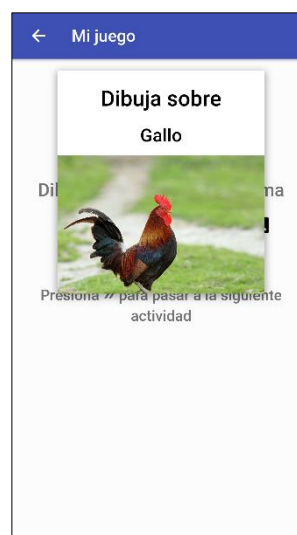 Mi juego
Dibuja sobre
Gallo
Presiona » para pasar a la siguiente
actividad